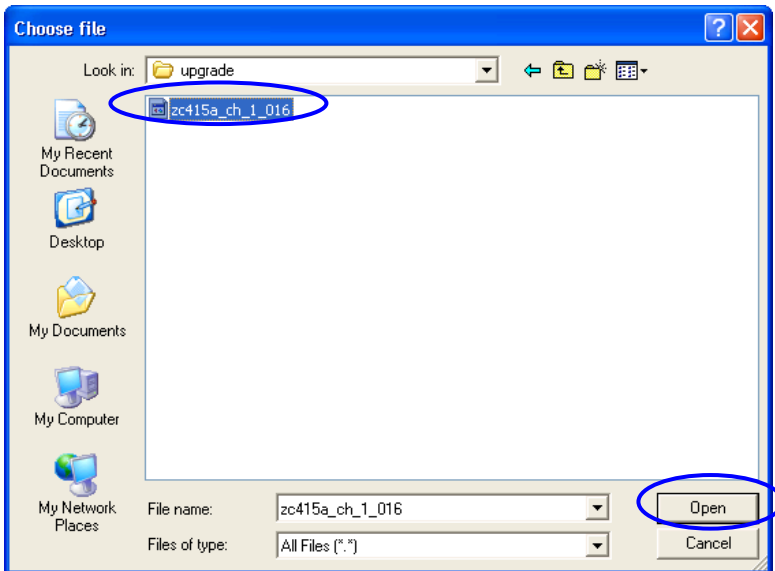 Choose file
Look in: upgrade
zc415a_ch_1_016
My Recent
Documents
Desktop
My Documents
My Computer
My Network
Places
File name: zc415a_ch_1_016 Open
Files of type: All Files (*.*) Cancel